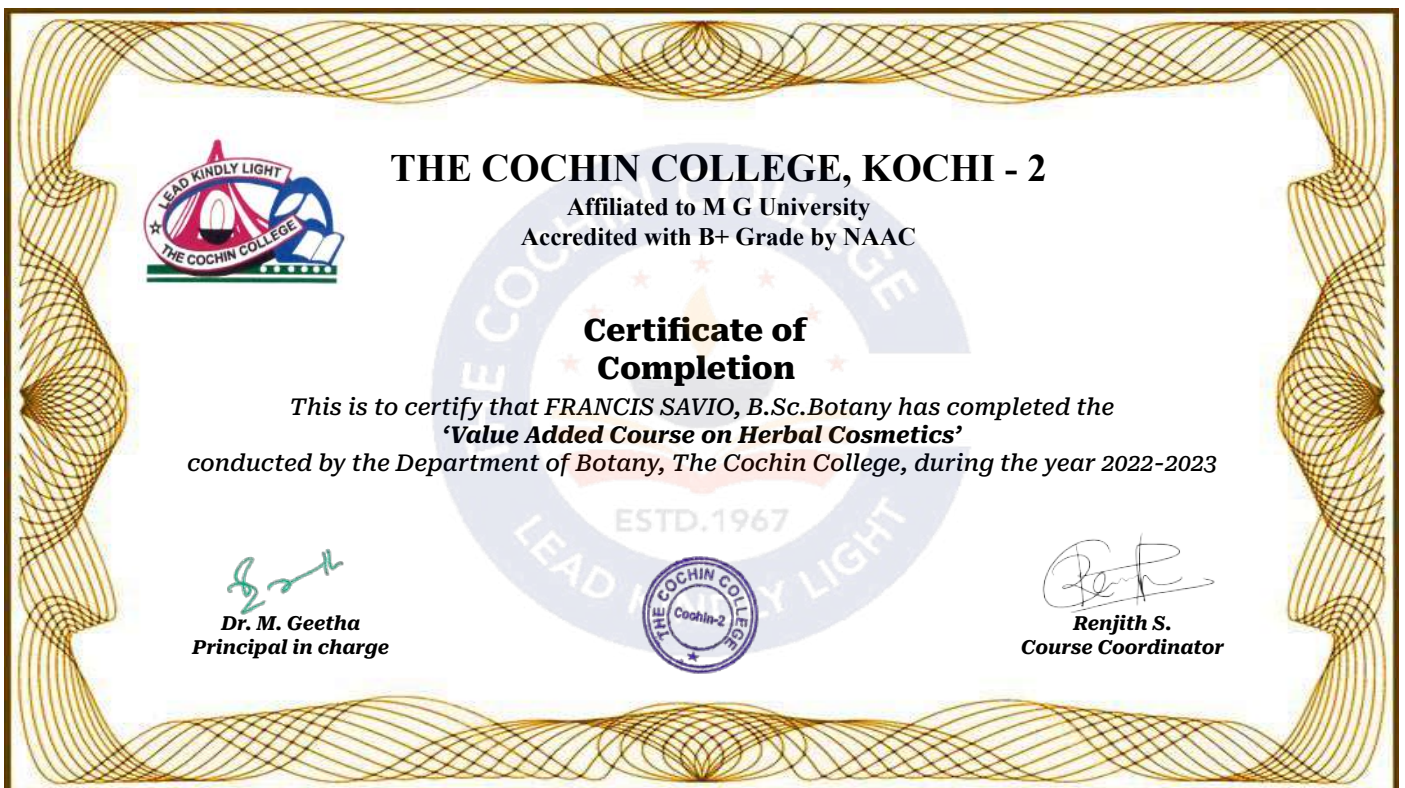 LEAD KINDLY LIGHT
THE COCHIN COLLEGE
THE COCHIN COLLEGE, KOCHI - 2
Affiliated to M G University
Accredited with B+ Grade by NAAC
THE COCHIN COLLEGE
Certificate of
Completion
This is to certify that FRANCIS SAVIO, B.Sc.Botany has completed the
‘Value Added Course on Herbal Cosmetics’
conducted by the Department of Botany, The Cochin College, during the year 2022-2023
ESTD.1967
LEAD KINDLY LIGHT
Dr. M. Geetha
Principal in charge
THE COCHIN COLLEGE
Cochin-2
Renjith S.
Course Coordinator